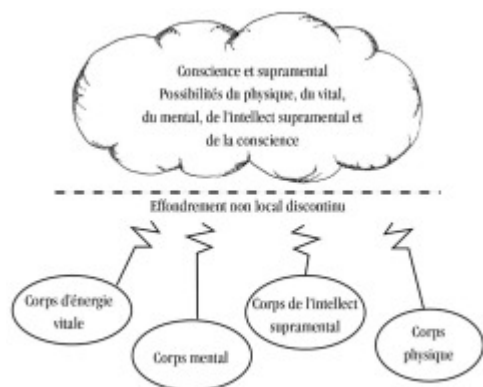 Conscience et supramental
Possibilités du physique, du vital,
du mental, de l'intellect supramental et
de la conscience
Effondrement non local discontinu
Corps d'énergie
vitale
Corps mental
Corps de l'intellect
supramental
Corps
physique